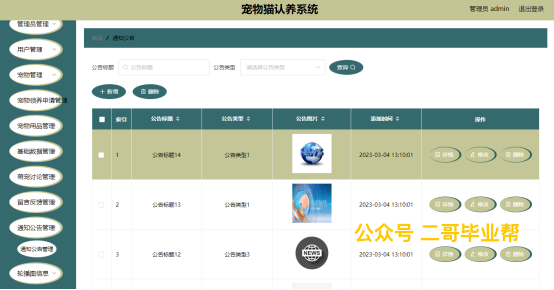 宠物猫认养系统
管理员 admin 退出登录
管理员管理
用户管理
宠物管理
宠物领养申请管理
宠物用品管理
基础数据管理
萌宠讨论管理
留言反馈管理
通知公告管理
通知公告管理
轮播图信息
首页 / 通知公告
公告标题 公告标题 公告类型 请选择公告类型 查询
+ 新增 删除
索引 公告标题 公告类型 公告图片 添加时间 操作
1 公告标题14 公告类型1 2023-03-04 13:10:01 详情 修改 删除
2 公告标题13 公告类型1 NEWS 2023-03-04 13:10:01 详情 修改 删除
公众号 二哥毕业帮
3 公告标题12 公告类型3 NEWS 2023-03-04 13:10:01 详情 修改 删除